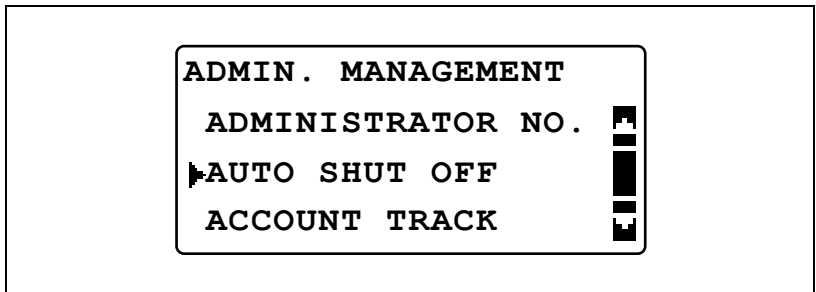 ADMIN. MANAGEMENT
ADMINISTRATOR NO.
AUTO SHUT OFF
ACCOUNT TRACK